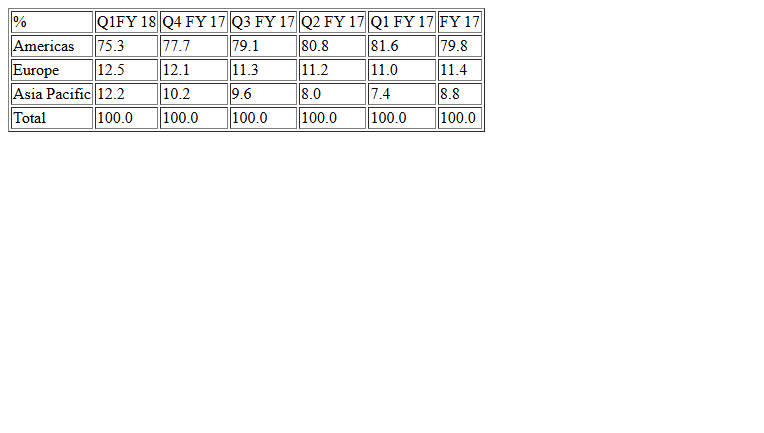 % Q1FY 18 Q4 FY 17 Q3 FY 17 Q2 FY 17 Q1 FY 17 FY 17
Americas 75.3 77.7 79.1 80.8 81.6 79.8
Europe 12.5 12.1 11.3 11.2 11.0 11.4
Asia Pacific 12.2 10.2 9.6 8.0 7.4 8.8
Total 100.0 100.0 100.0 100.0 100.0 100.0